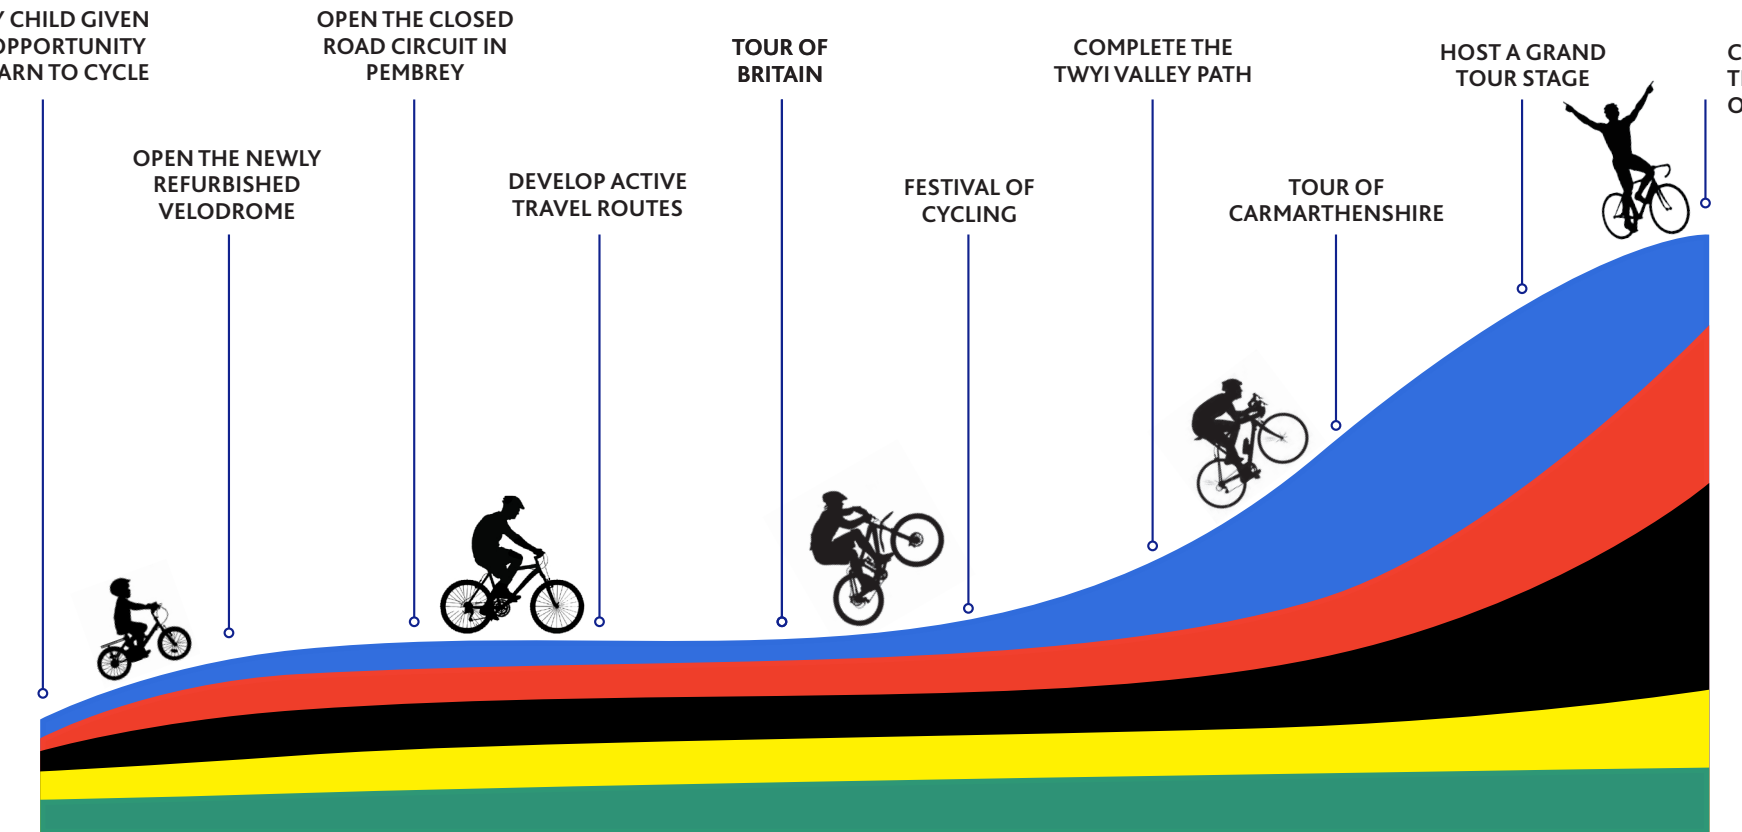 Y CHILD GIVEN
OPPORTUNITY
ARN TO CYCLE
OPEN THE NEWLY
REFURBISHED
VELODROME
OPEN THE CLOSED
ROAD CIRCUIT IN
PEMBREY
DEVELOP ACTIVE
TRAVEL ROUTES
TOUR OF
BRITAIN
FESTIVAL OF
CYCLING
COMPLETE THE
TWYI VALLEY PATH
TOUR OF
CARMARTHENSHIRE
HOST A GRAND
TOUR STAGE